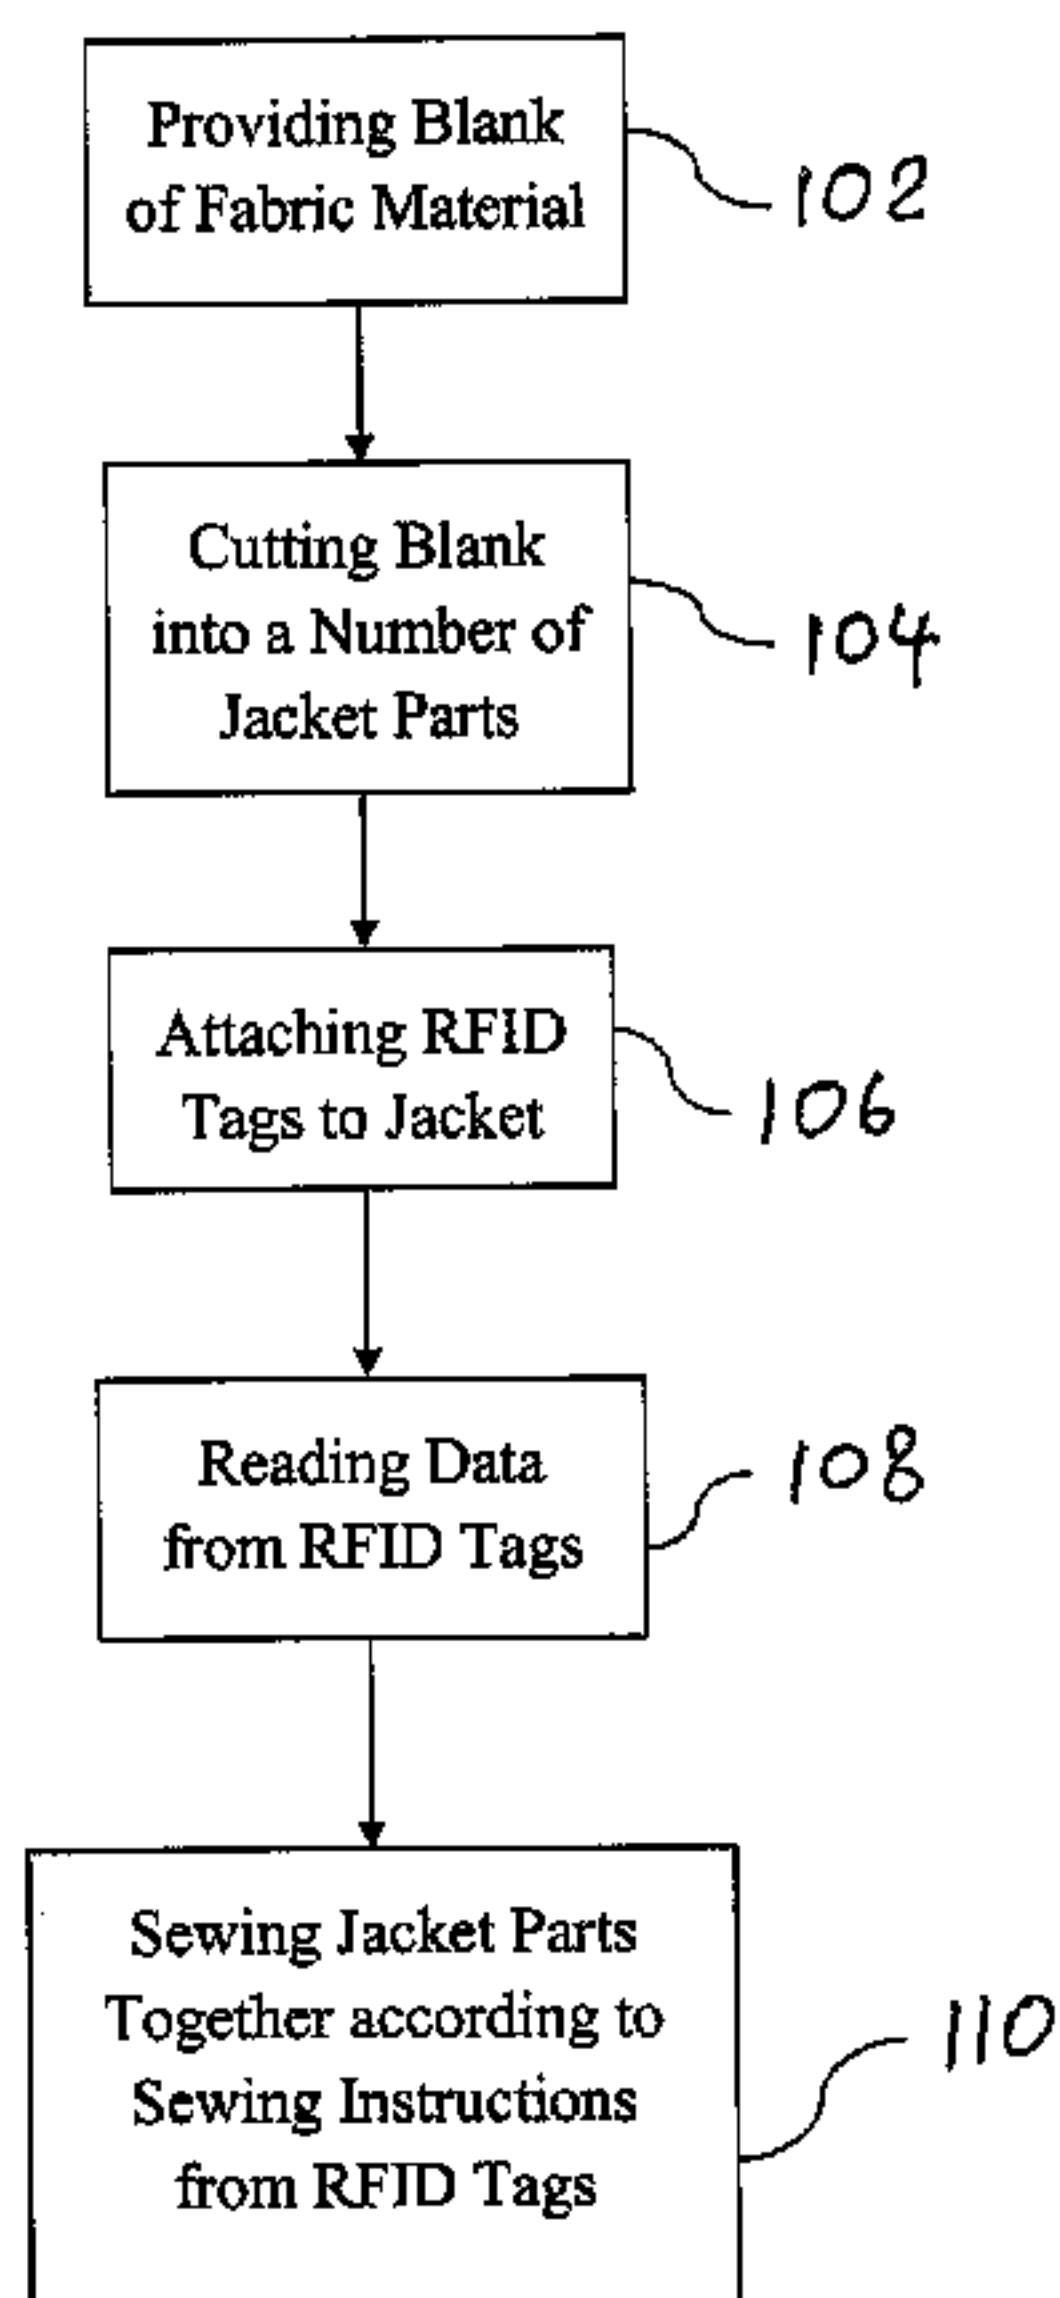 Providing Blank
of Fabric Material
102
Cutting Blank
into a Number of
Jacket Parts
104
Attaching RFID
Tags to Jacket
106
Reading Data
from RFID Tags
108
Sewing Jacket Parts
Together according to
Sewing Instructions
from RFID Tags
110